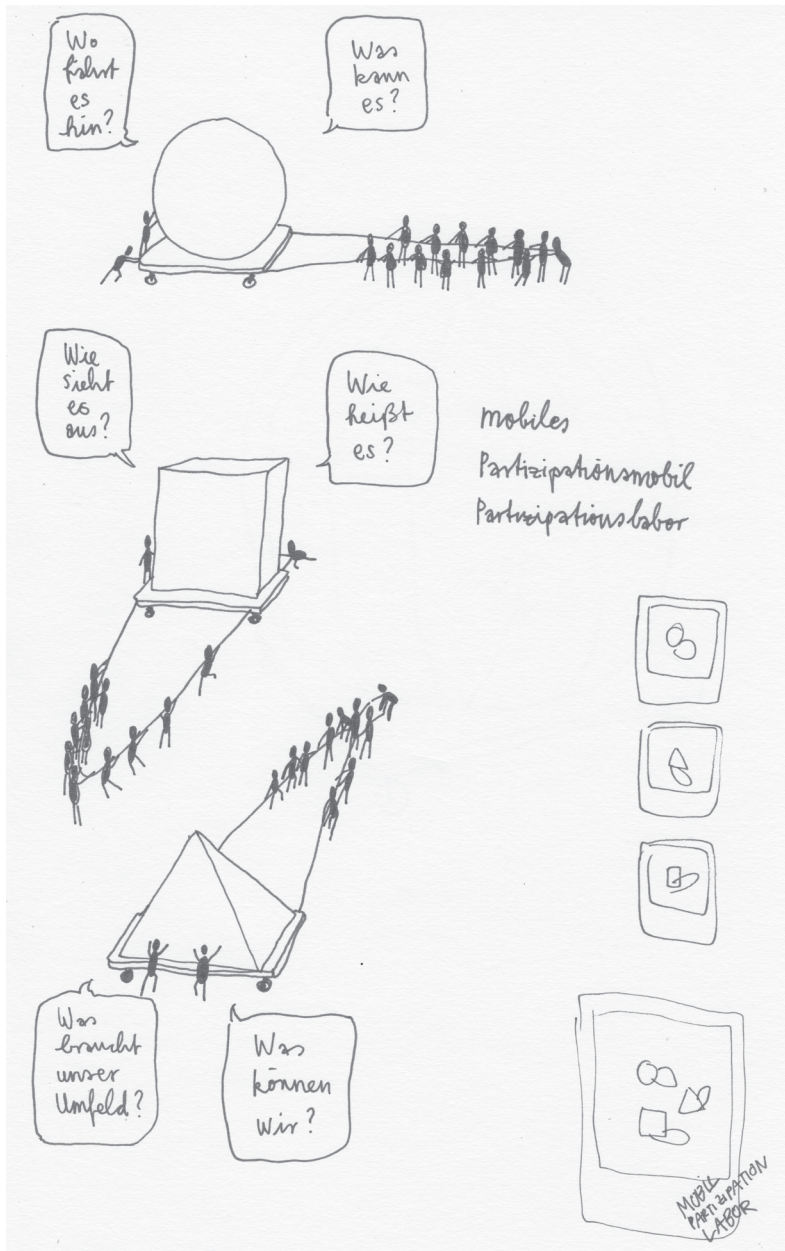 Wo
fährt
es
hin?
Was
kann
es?
Wie
sieht
es
aus?
Wie
heißt
es?
mobiles
Partizipationsmobil
Partizipationslabor
Was
braucht
unser
Umfeld?
Was
können
wir?
MOBIL
PARTIZIPATION
LABOR